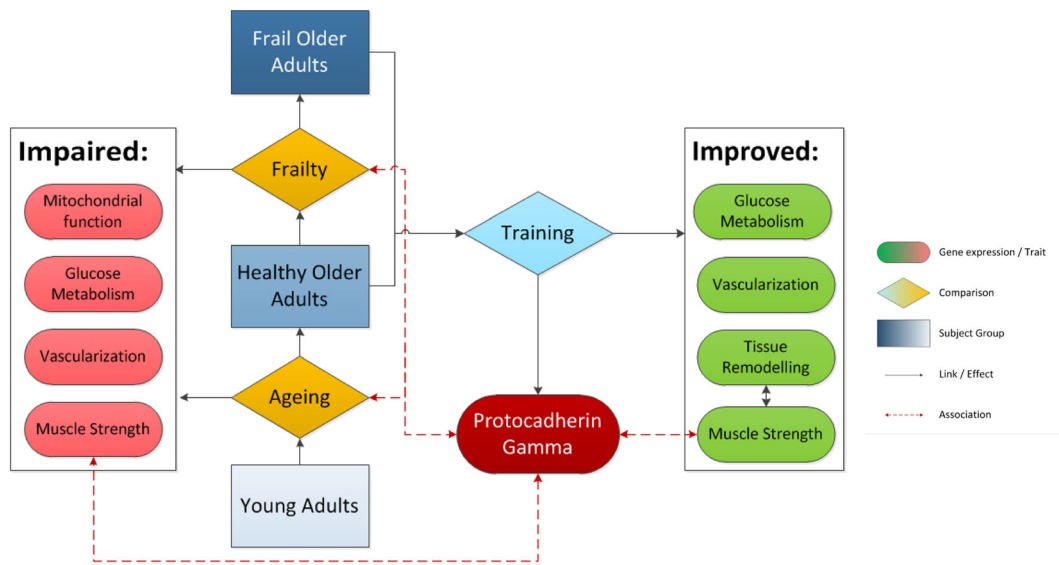 Frail Older
Adults
Impaired:
Mitochondrial
function
Glucose
Metabolism
Vascularization
Muscle Strength
Frailty
Healthy Older
Adults
Ageing
Young Adults
Training
Protocadherin
Gamma
Improved:
Glucose
Metabolism
Vascularization
Tissue
Remodelling
Muscle Strength
Gene expression / Trait
Comparison
Subject Group
Link / Effect
Association